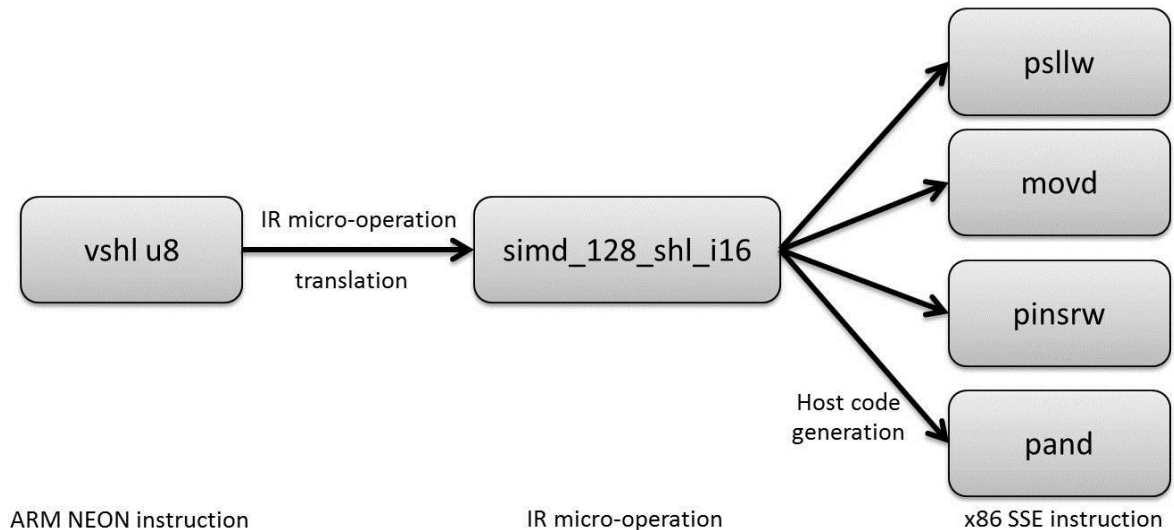 psllw
movd
IR micro-operation
vshl u8
simd_128_shl_i16
translation
pinsrw
Host code
generation
pand
ARM NEON instruction
IR micro-operation
x86 SSE instruction